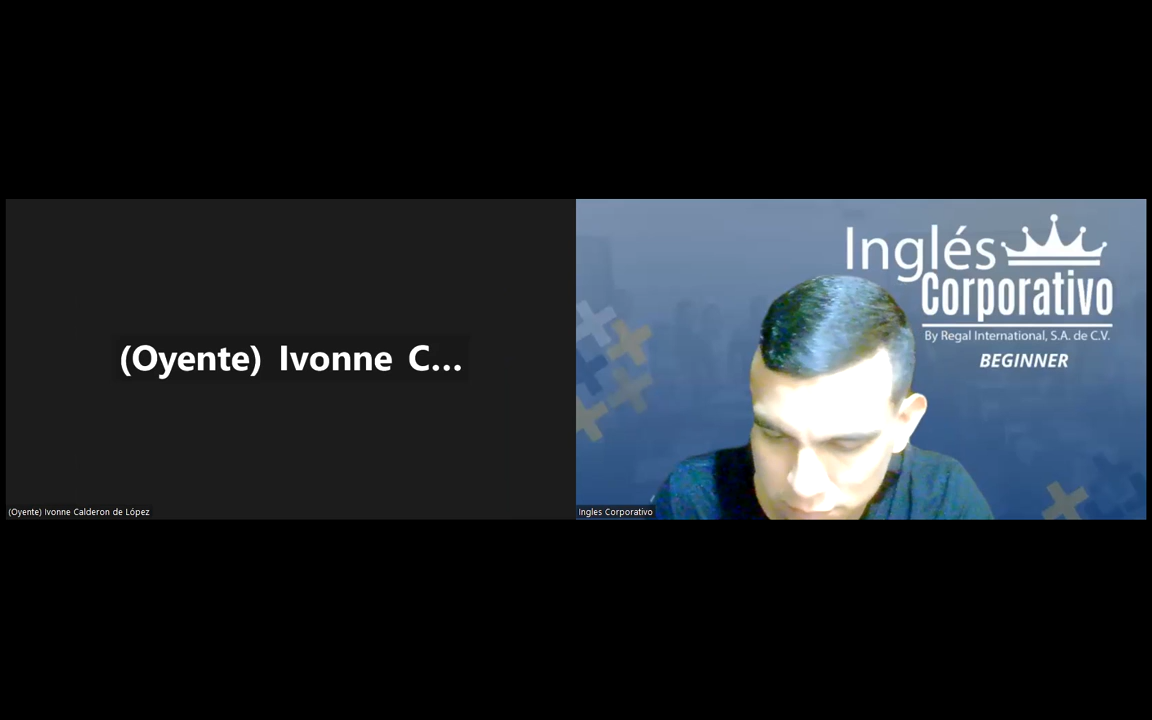 (Oyente) Ivonne C...
(Oyente) Ivonne Calderon de López
Inglés
Corporativo
By Regal International, S.A. de C.V.
BEGINNER
Ingles Corporativo